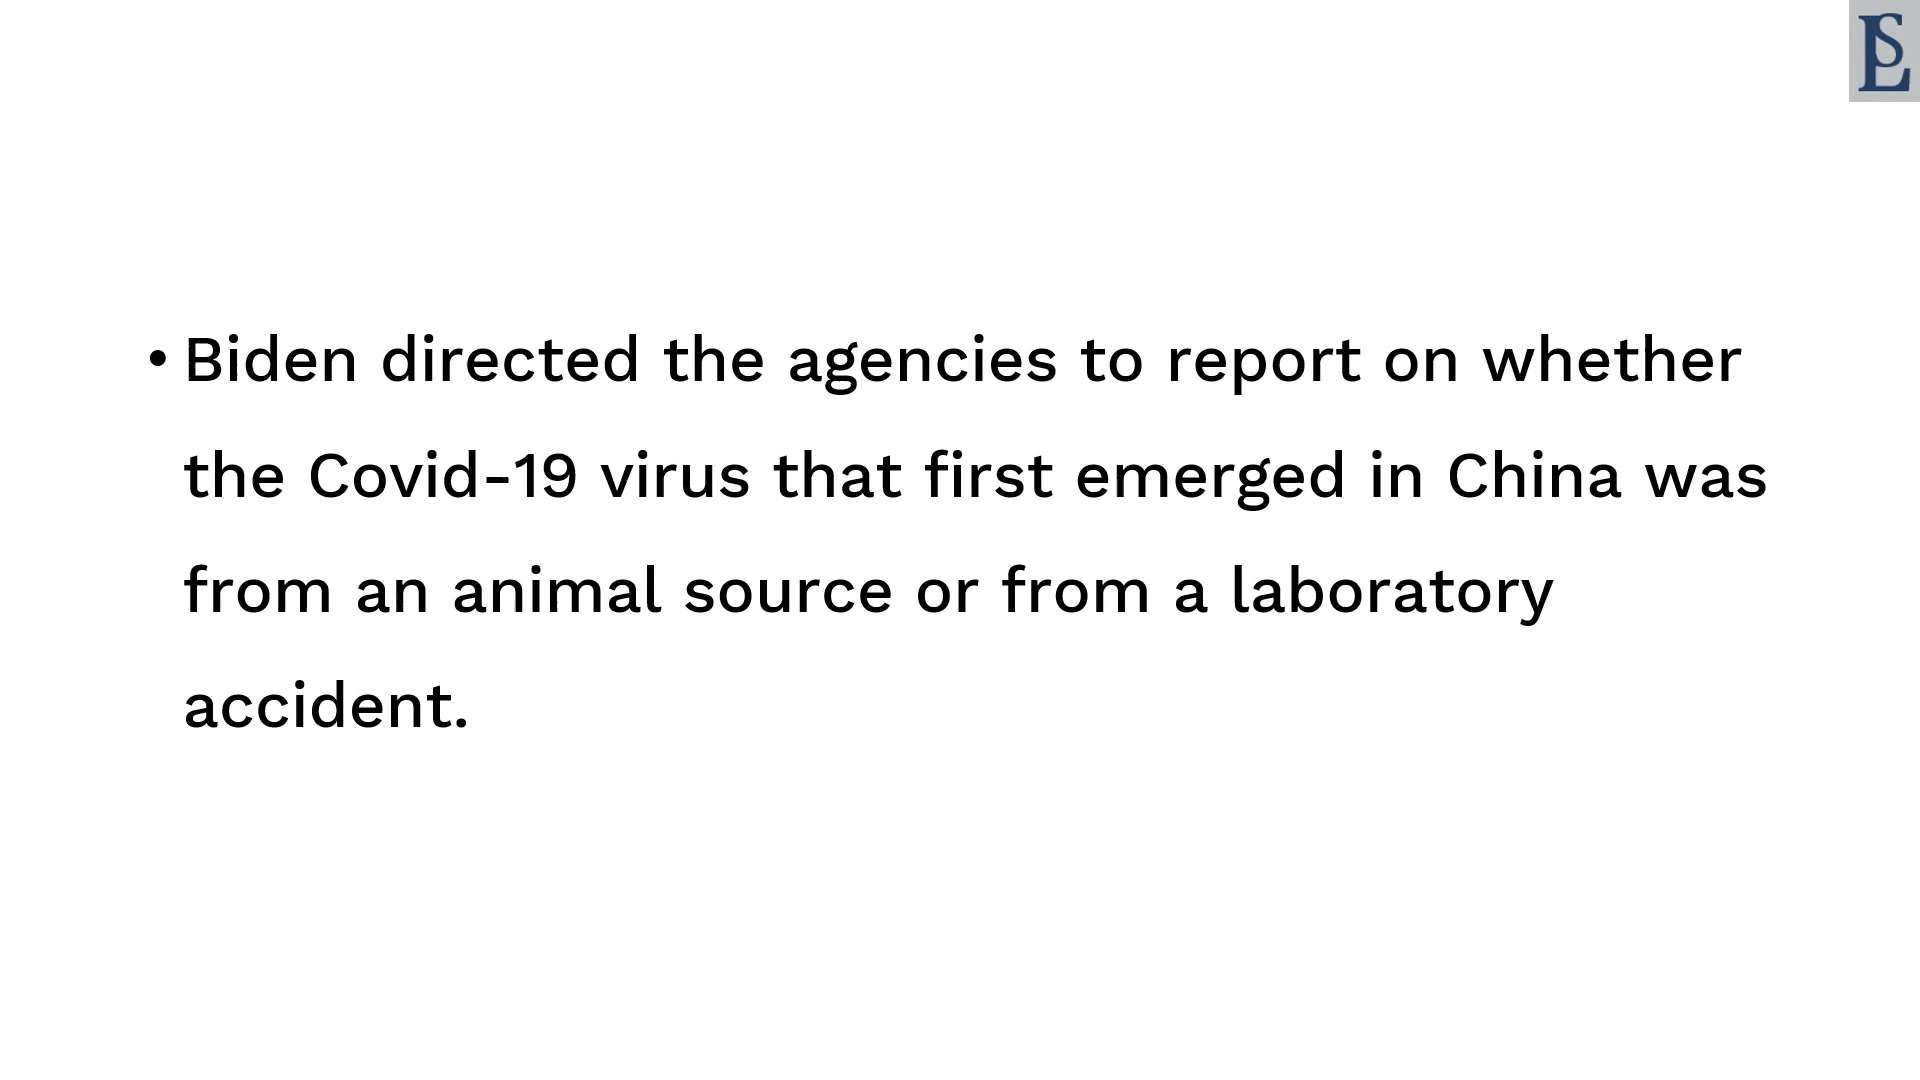 LS
• Biden directed the agencies to report on whether
the Covid-19 virus that first emerged in China was
from an animal source or from a laboratory
accident.